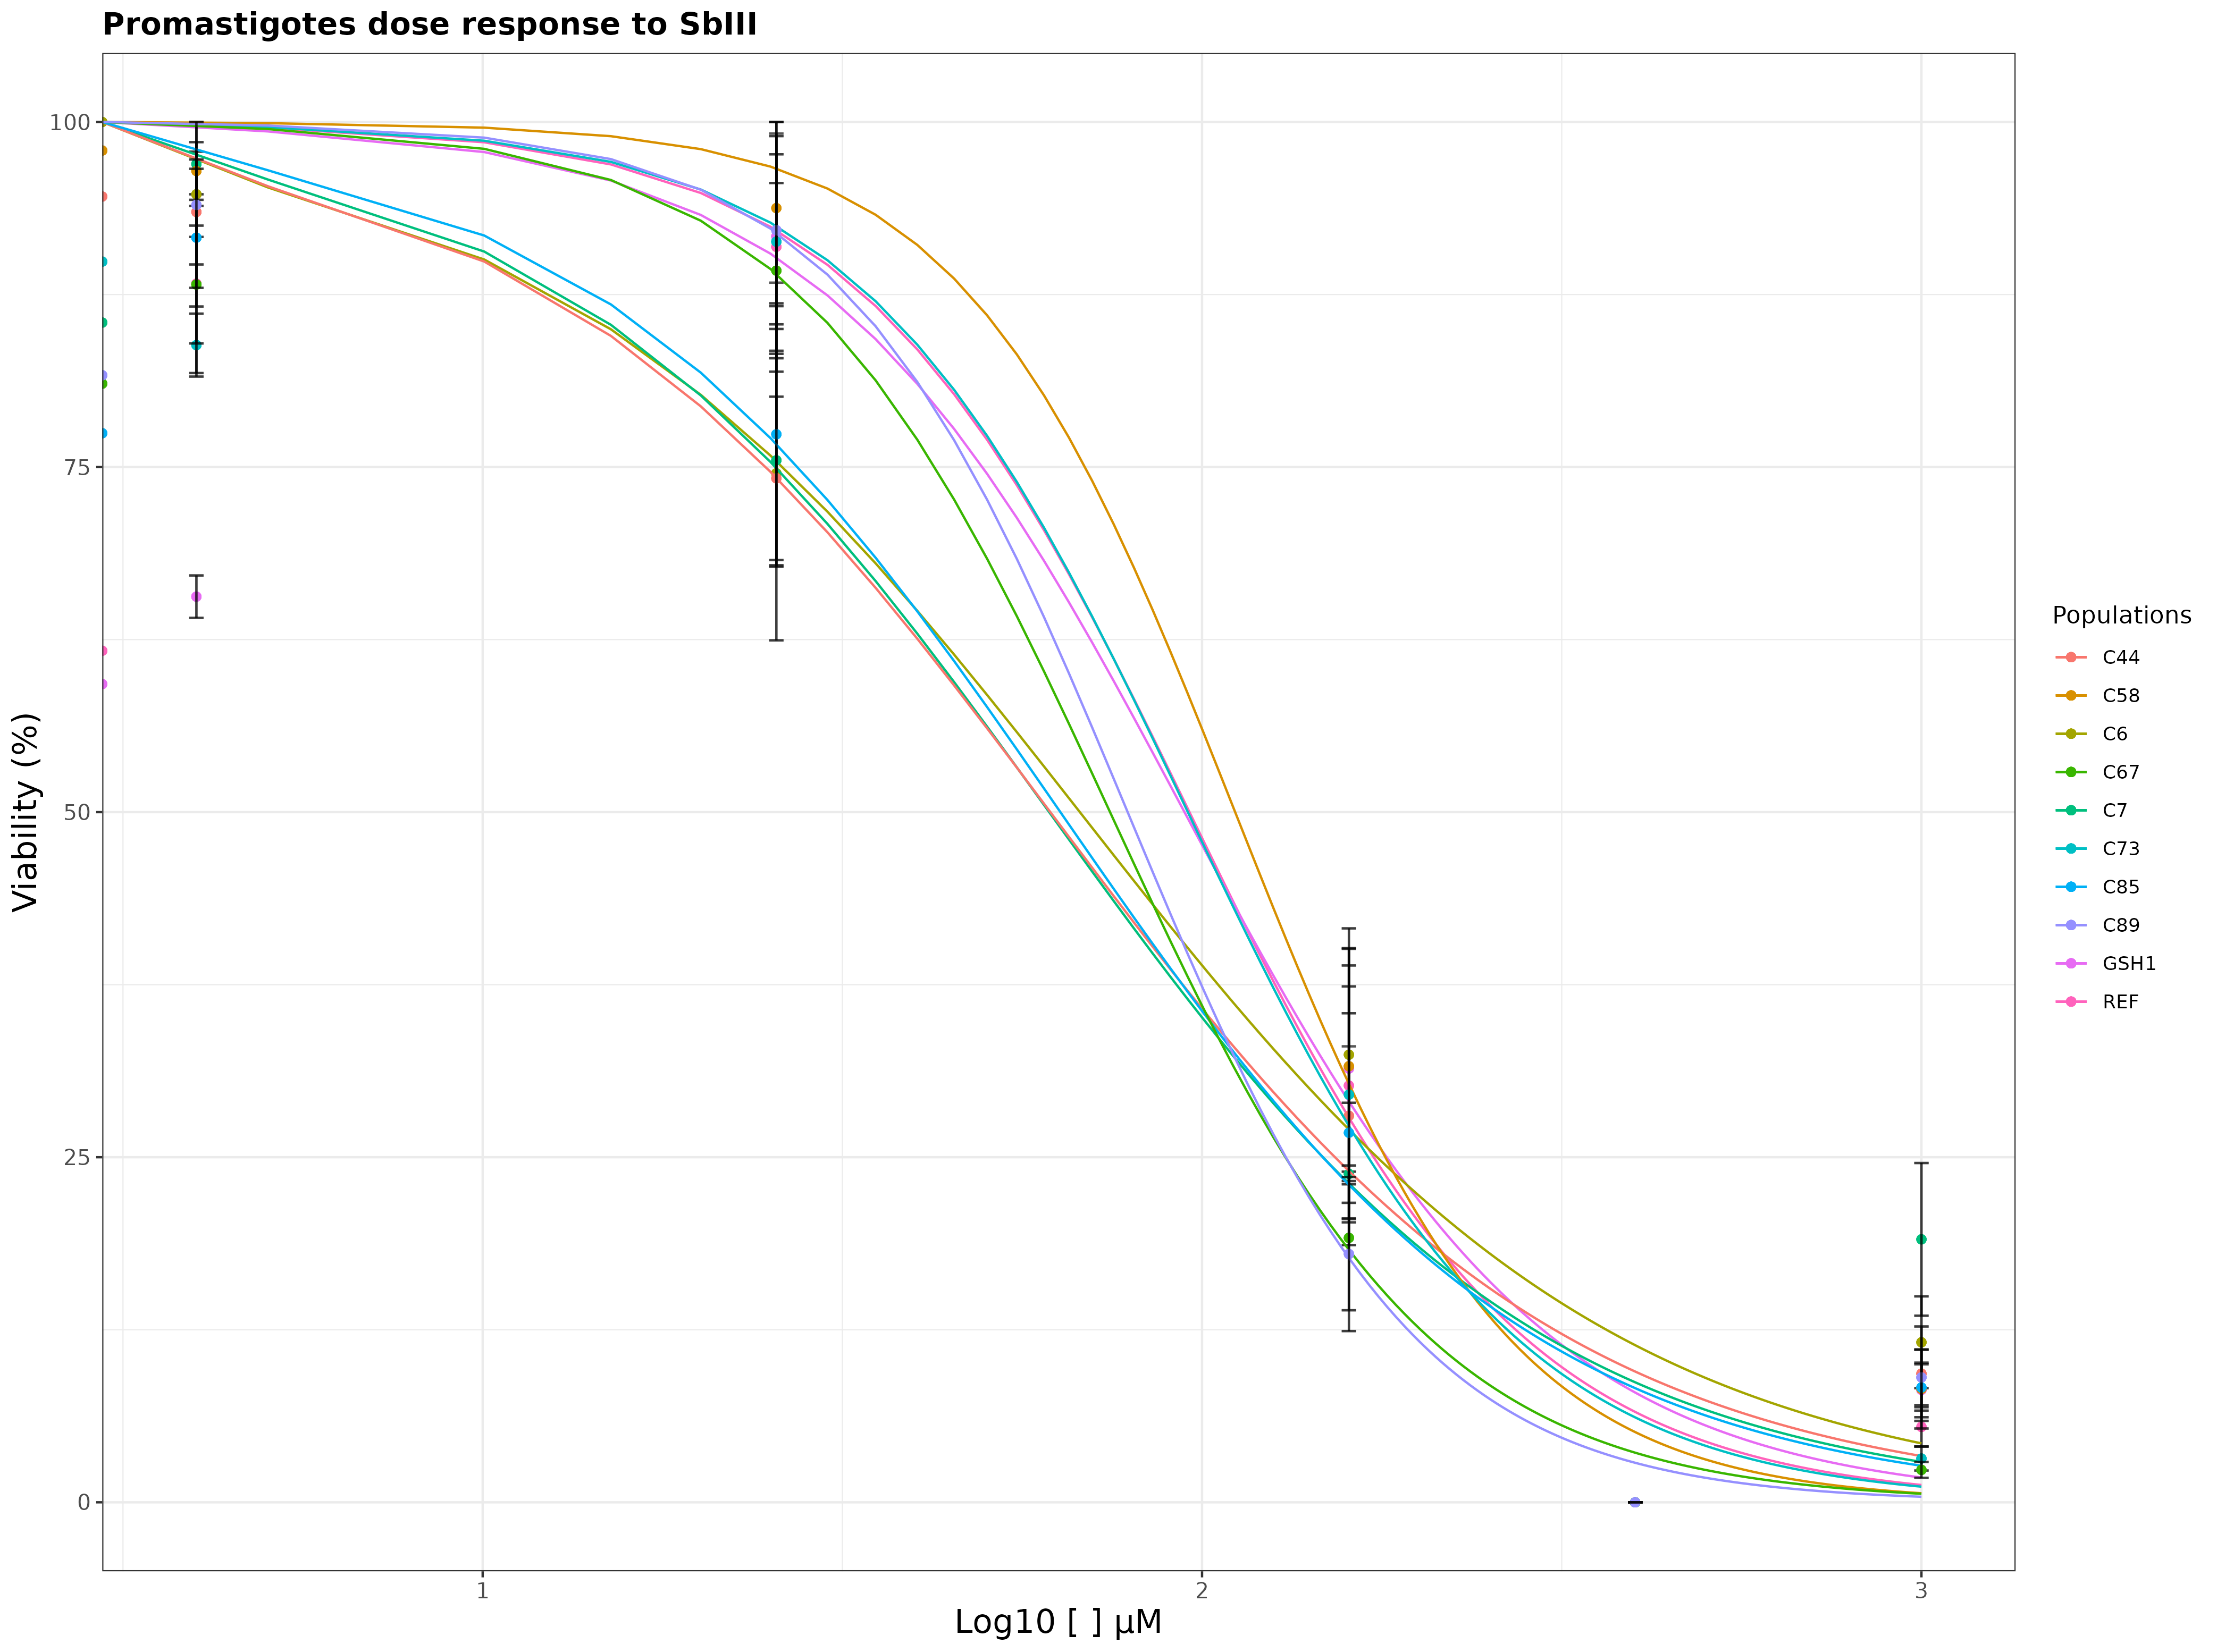 Promastigotes dose response to SbIII
100
75
50
25
0
Viability (%)
1
2
3
Log10 [ ] µM
Populations
C44
C58
C6
C67
C7
C73
C85
C89
GSH1
REF